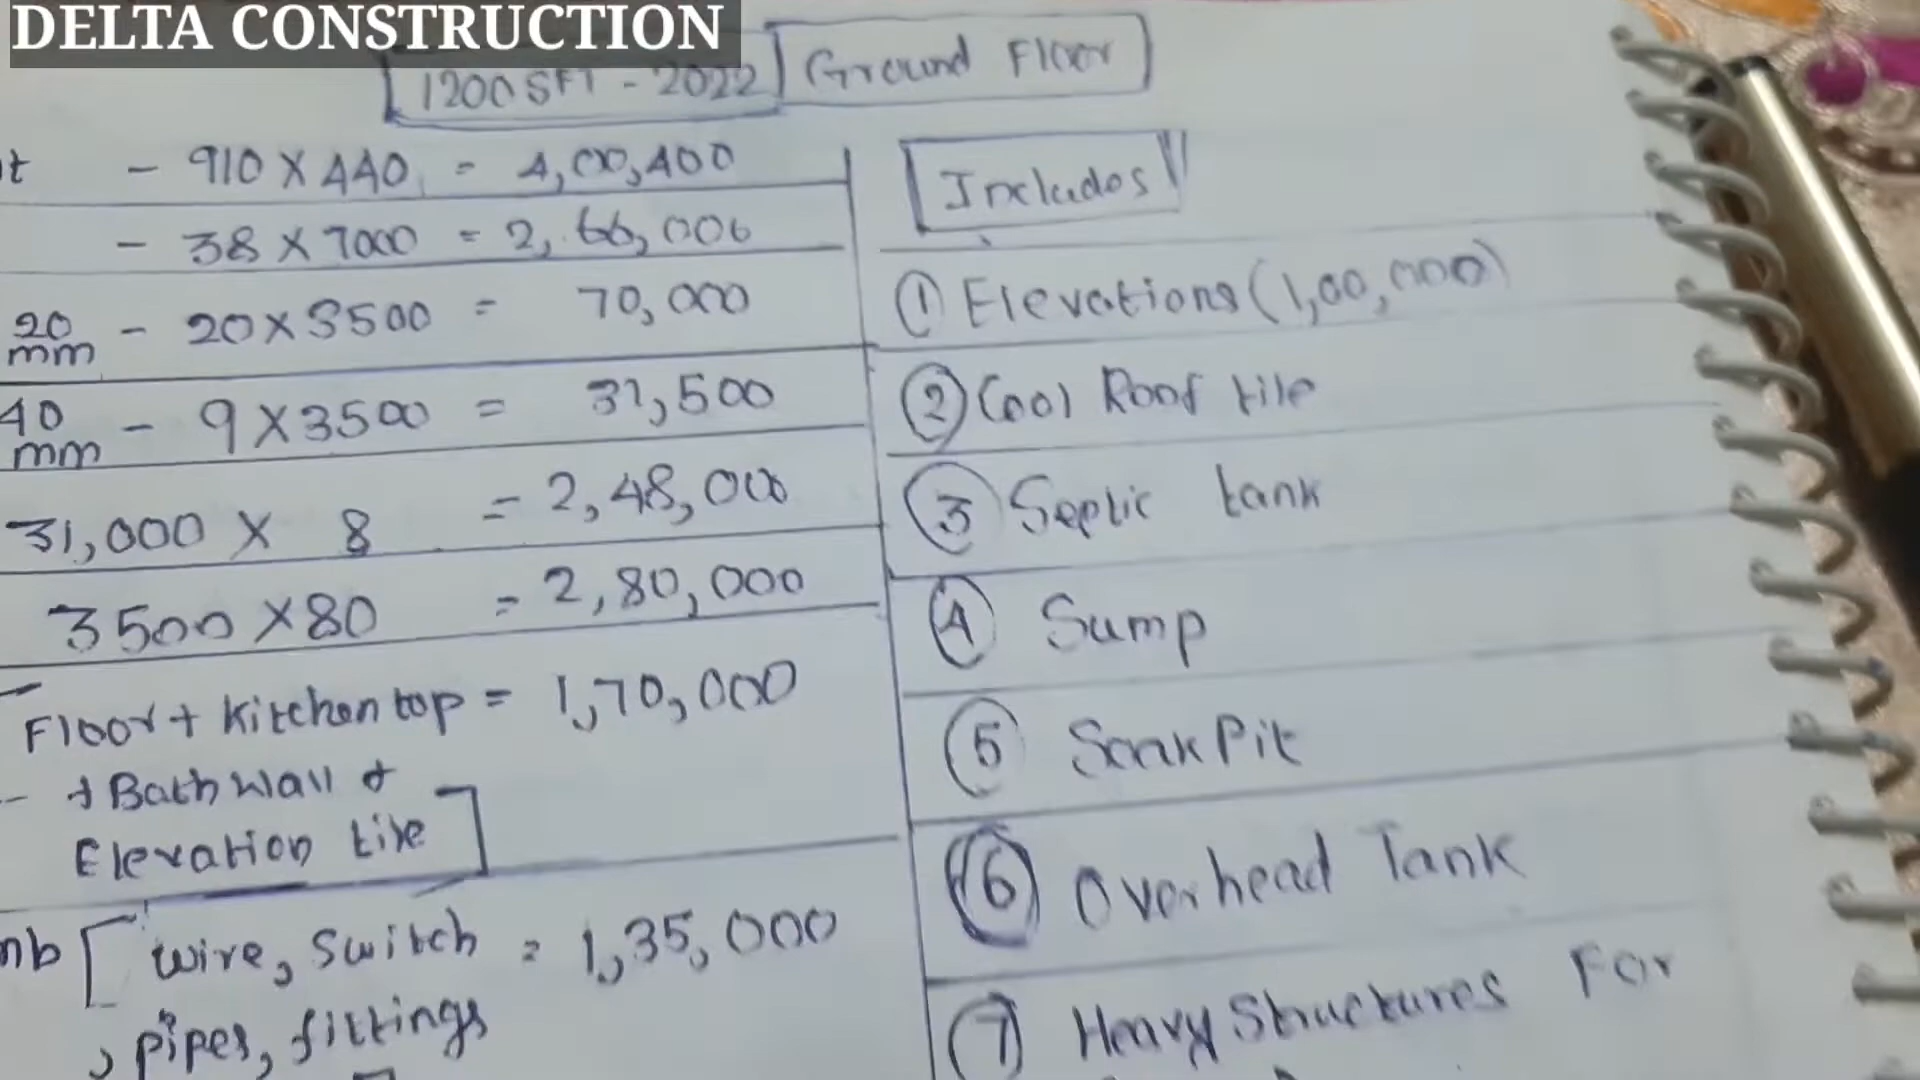 DELTA CONSTRUCTION
1200 SFT - 2022 Ground Floor
t - 910 X 440 = 4,00,400
- 38 X 7000 = 2,66,000
20 mm - 20 X 3500 = 70,000
40 mm - 9 X 3500 = 31,500
31,000 X 8 = 2,48,000
3500 X 80 = 2,80,000
Floor + Kitchen top = 1,70,000
+ Bath wall +
Elevation tile
mb [ wire, switch = 1,35,000
, pipes, fittings
Includes
① Elevations (1,00,000)
② Cool Roof tile
③ Septic tank
④ Sump
⑤ Soak Pit
⑥ Overhead Tank
⑦ Heavy Structures For